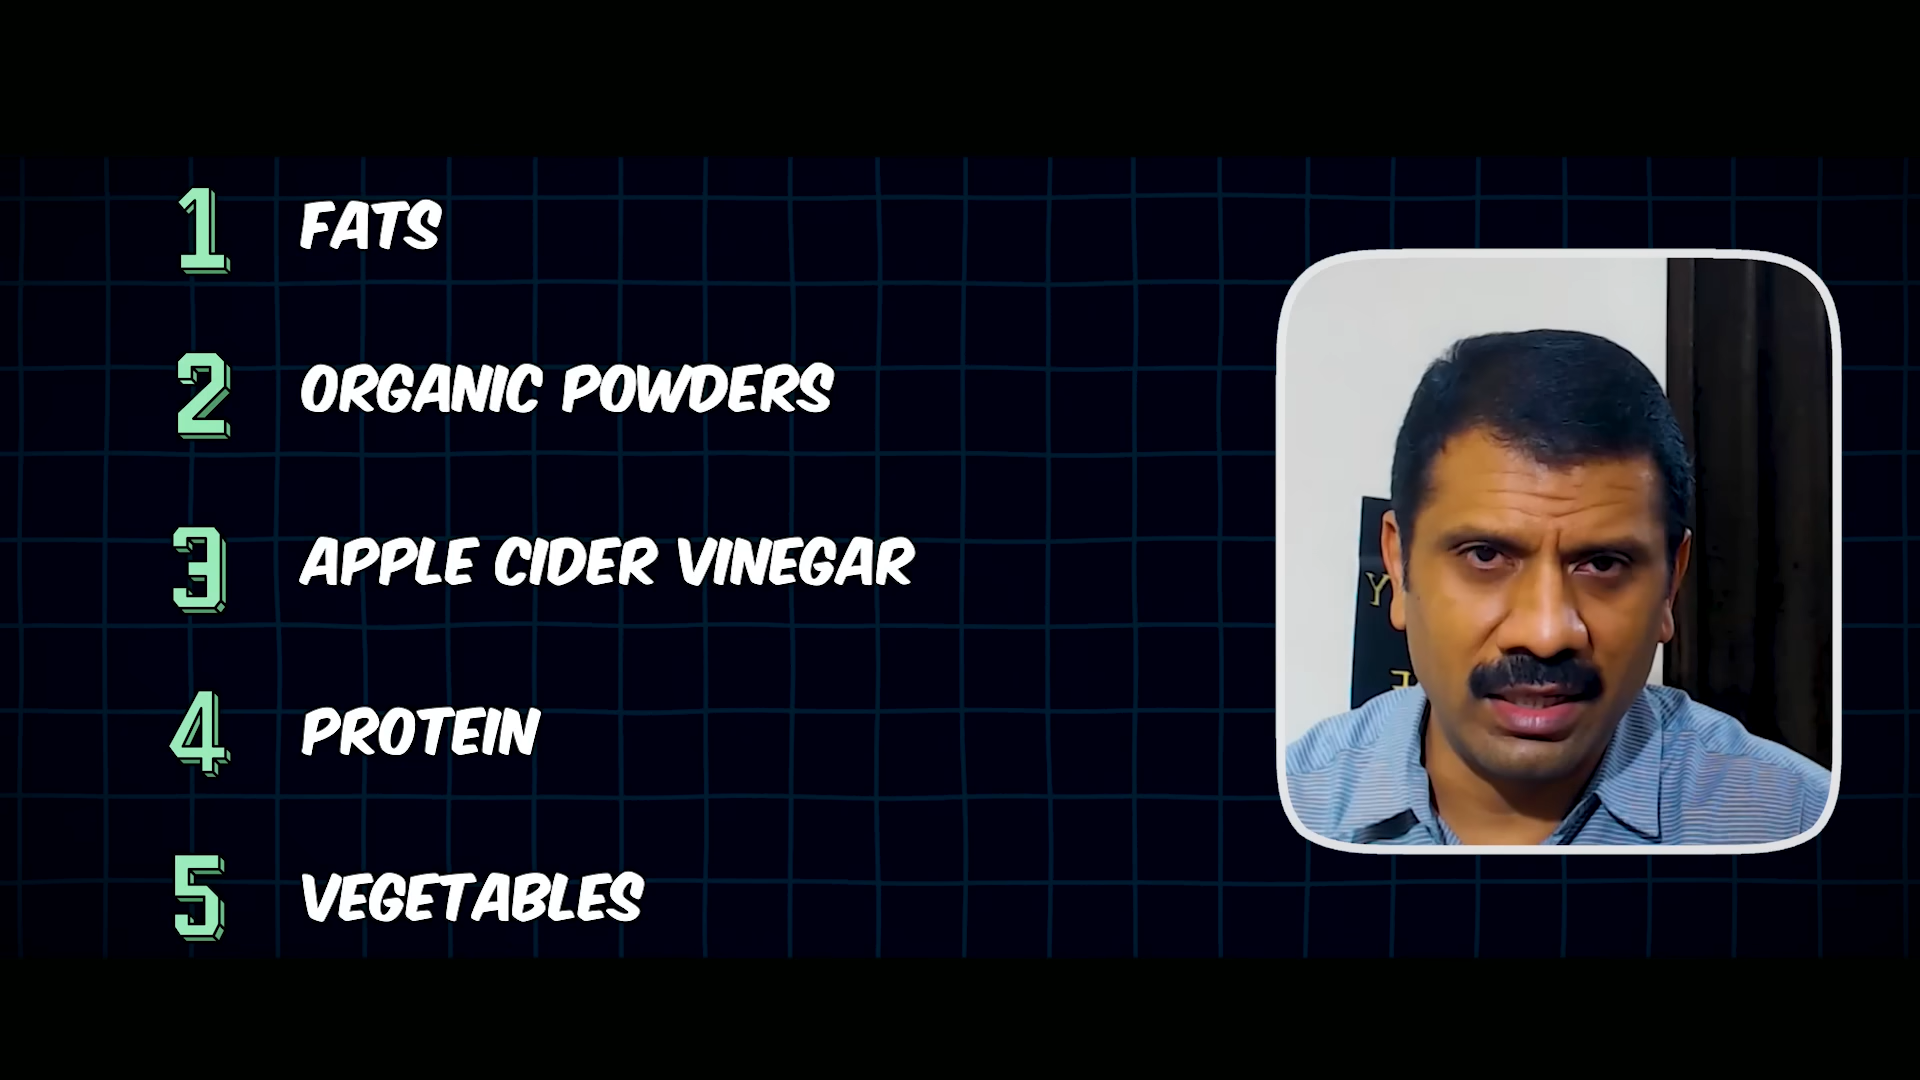 1 FATS
2 ORGANIC POWDERS
3 APPLE CIDER VINEGAR
4 PROTEIN
5 VEGETABLES